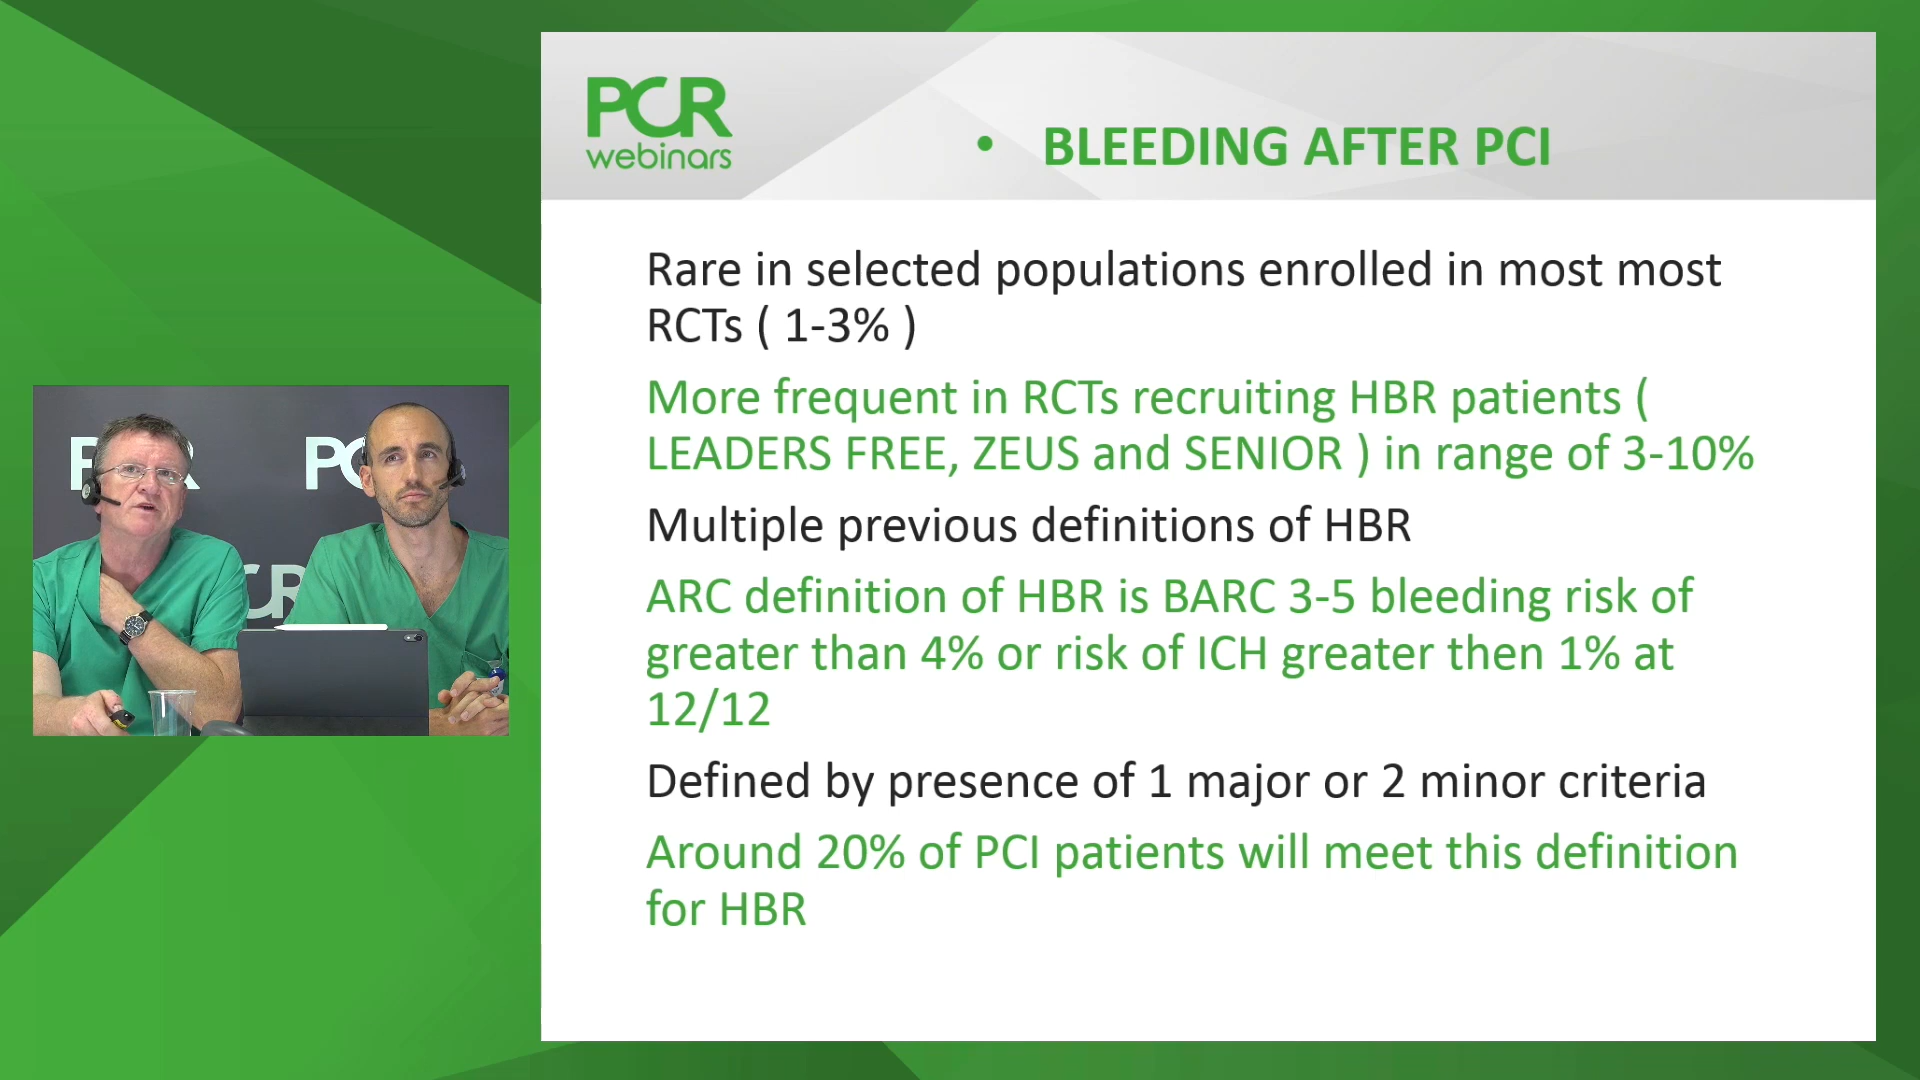 PCR
webinars
• BLEEDING AFTER PCI
Rare in selected populations enrolled in most most
RCTs ( 1-3% )
More frequent in RCTs recruiting HBR patients (
LEADERS FREE, ZEUS and SENIOR ) in range of 3-10%
Multiple previous definitions of HBR
ARC definition of HBR is BARC 3-5 bleeding risk of
greater than 4% or risk of ICH greater then 1% at
12/12
Defined by presence of 1 major or 2 minor criteria
Around 20% of PCI patients will meet this definition
for HBR